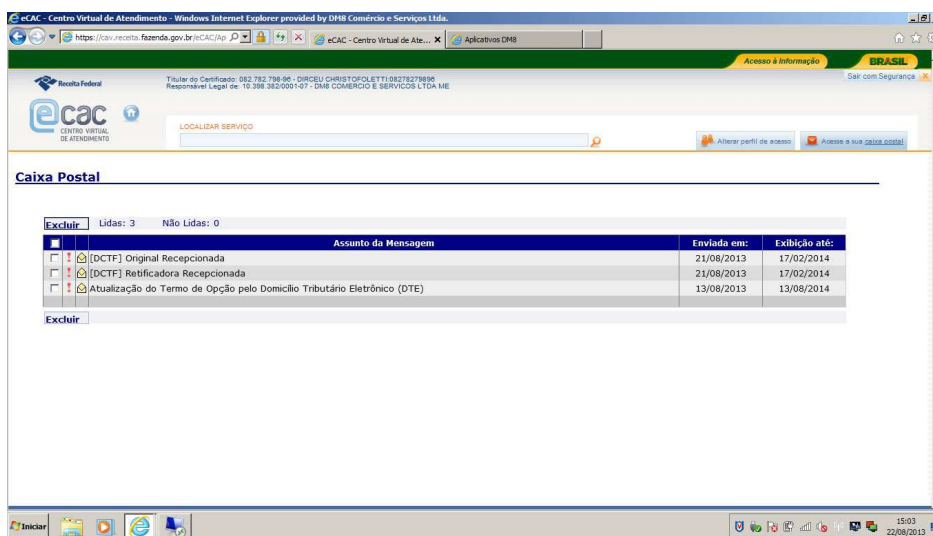 eCAC - Centro Virtual de Atendimento - Windows Internet Explorer provided by DM8 Comércio e Serviços Ltda.
https://cav.receita.fazenda.gov.br/eCAC/Ap
eCAC - Centro Virtual de Ate...
Aplicativos DM8
Acesso à Informação
BRASIL
Receita Federal
Titular do Certificado: 082.782.798-96 - DIRCEU CHRISTOFOLETTI:08278279896
Responsável Legal de: 10.398.382/0001-07 - DM8 COMERCIO E SERVICOS LTDA ME
Sair com Segurança
ecac
CENTRO VIRTUAL
DE ATENDIMENTO
LOCALIZAR SERVIÇO
Alterar perfil de acesso
Acesse a sua caixa postal
Caixa Postal
Excluir Lidas: 3 Não Lidas: 0
Assunto da Mensagem Enviada em: Exibição até:
[DCTF] Original Recepcionada 21/08/2013 17/02/2014
[DCTF] Retificadora Recepcionada 21/08/2013 17/02/2014
Atualização do Termo de Opção pelo Domicílio Tributário Eletrônico (DTE) 13/08/2013 13/08/2014
Excluir
Iniciar
15:03
22/08/2013